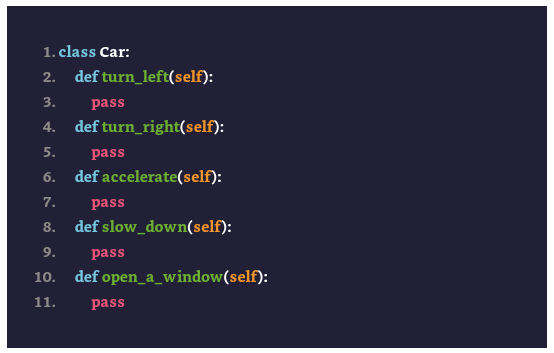 1. class Car:
2.     def turn_left(self):
3.         pass
4.     def turn_right(self):
5.         pass
6.     def accelerate(self):
7.         pass
8.     def slow_down(self):
9.         pass
10.     def open_a_window(self):
11.         pass